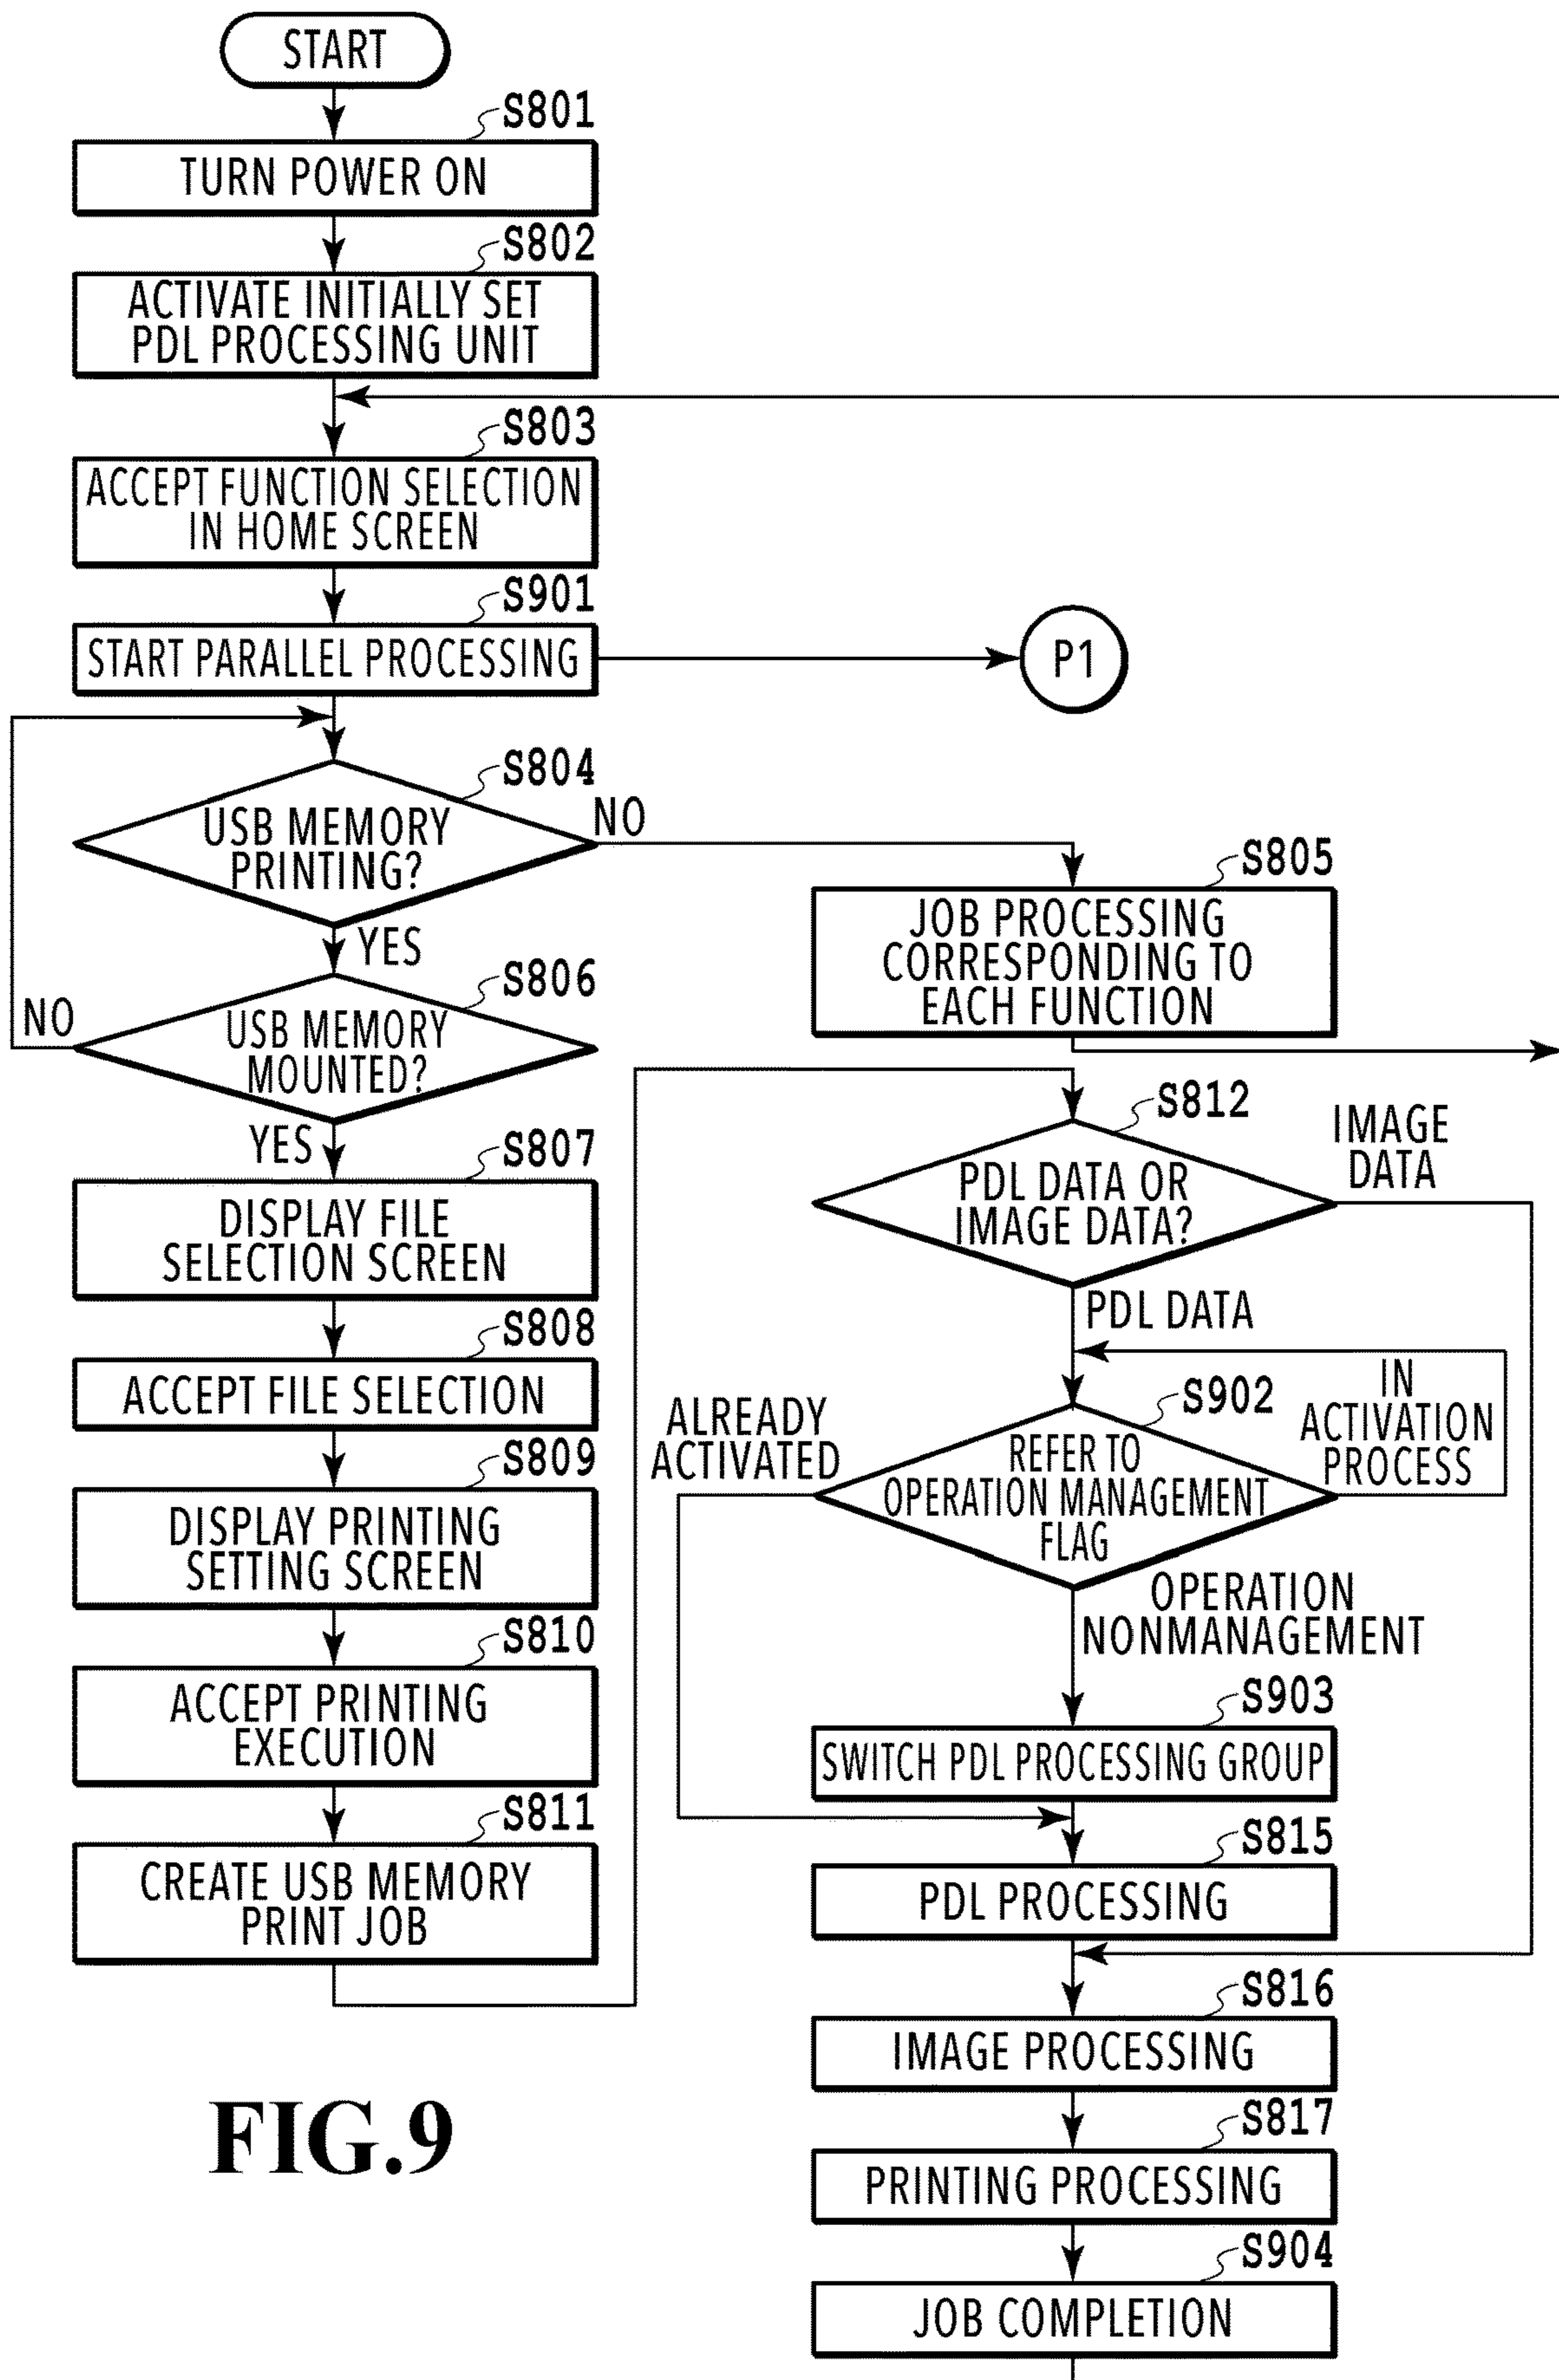 START
S801
TURN POWER ON
S802
ACTIVATE INITIALLY SET
PDL PROCESSING UNIT
S803
ACCEPT FUNCTION SELECTION
IN HOME SCREEN
S901
START PARALLEL PROCESSING
P1
S804
USB MEMORY
PRINTING?
NO
YES
S805
JOB PROCESSING
CORRESPONDING TO
EACH FUNCTION
S806
USB MEMORY
MOUNTED?
NO
YES
S807
DISPLAY FILE
SELECTION SCREEN
S808
ACCEPT FILE SELECTION
S809
DISPLAY PRINTING
SETTING SCREEN
S810
ACCEPT PRINTING
EXECUTION
S811
CREATE USB MEMORY
PRINT JOB
S812
PDL DATA OR
IMAGE DATA?
IMAGE
DATA
PDL DATA
S902
REFER TO
OPERATION MANAGEMENT
FLAG
ALREADY
ACTIVATED
IN
ACTIVATION
PROCESS
OPERATION
NONMANAGEMENT
S903
SWITCH PDL PROCESSING GROUP
S815
PDL PROCESSING
S816
IMAGE PROCESSING
S817
PRINTING PROCESSING
S904
JOB COMPLETION
FIG.9